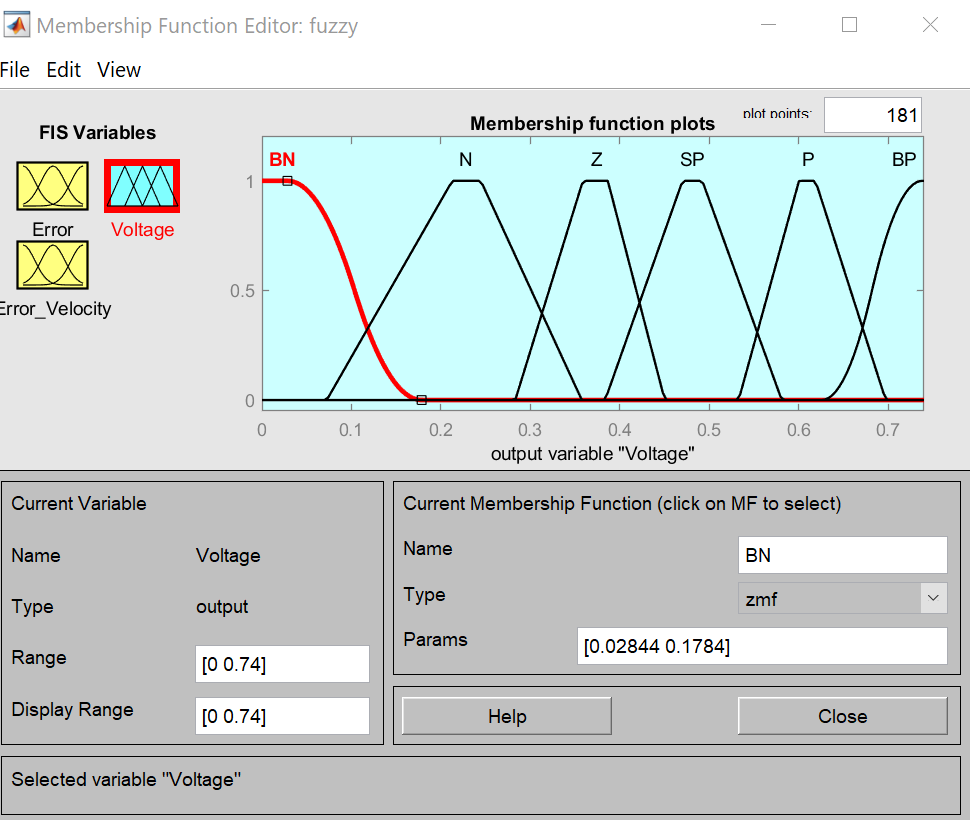 Membership Function Editor: fuzzy
File Edit View
FIS Variables
Error
Voltage
Error_Velocity
Membership function plots
plot points:
181
BN N Z SP P BP
1
0.5
0
0 0.1 0.2 0.3 0.4 0.5 0.6 0.7
output variable "Voltage"
Current Variable
Name Voltage
Type output
Range [0 0.74]
Display Range [0 0.74]
Current Membership Function (click on MF to select)
Name BN
Type zmf
Params [0.02844 0.1784]
Help Close
Selected variable "Voltage"